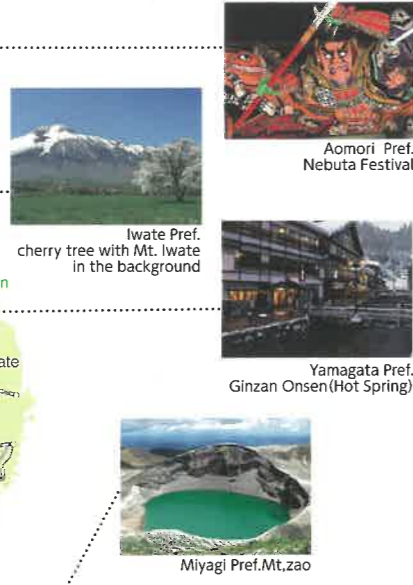 Aomori Pref.
Nebuta Festival
Iwate Pref.
cherry tree with Mt. Iwate
in the background
n
Yamagata Pref.
Ginzan Onsen(Hot Spring)
ate
Miyagi Pref.Mt,zao